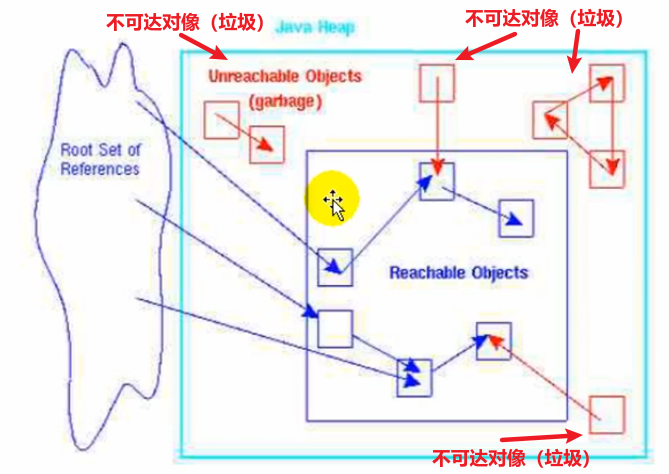 不可达对像（垃圾）
不可达对像（垃圾）
Java Heap
Unreachable Objects
(garbage)
Root Set of
References
Reachable Objects
不可达对像（垃圾）